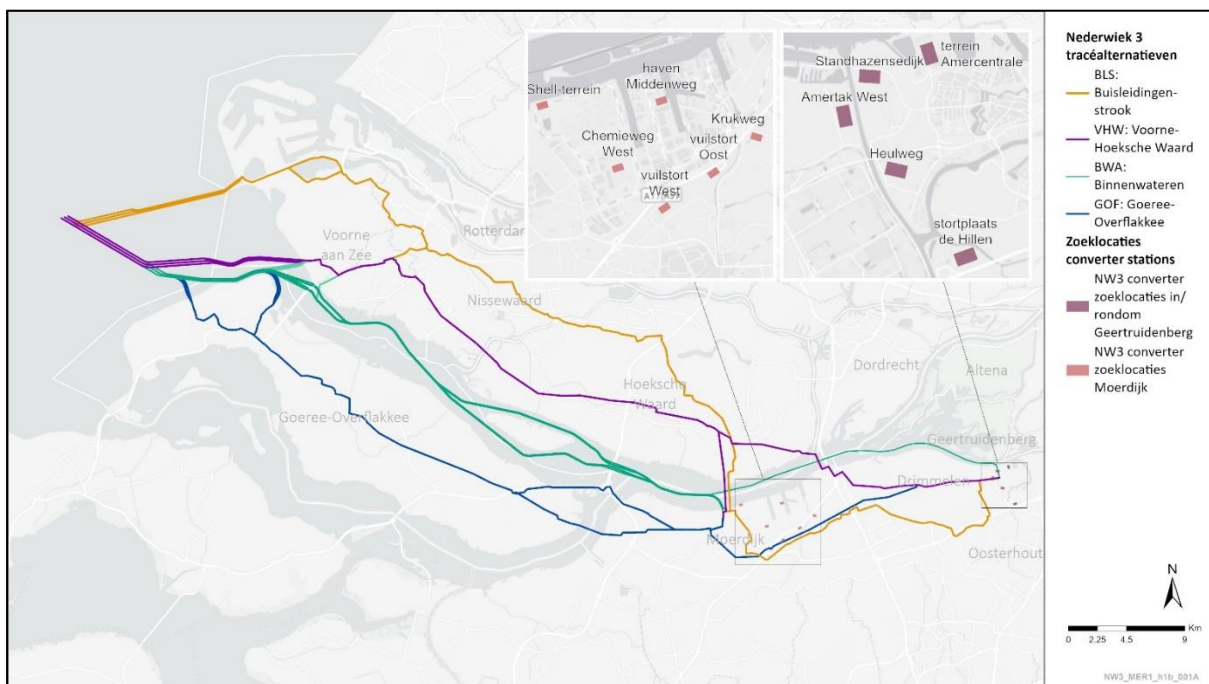 Shell-terrein
haven
Middenweg
Krukweg
Chemieweg
West
vuilstort
Oost
vuilstort
West
Standhazensedijk
terrein
Amercentrale
Amertak West
Heulweg
stortplaats
de Hillen
Rotterdam
Voorne
aan Zee
Nissewaard
Dordrecht
Altena
Hoeksche
Waard
Goeree-Overflakkee
Geertruidenberg
Drimmelen
Moerdijk
Oosterhout
Nederwiek 3
tracéalternatieven
BLS:
Buisleidingen-
strook
VHW: Voorne-
Hoeksche Waard
BWA:
Binnenwateren
GOF: Goeree-
Overflakkee
Zoeklocaties
converter stations
NW3 converter
zoeklocaties in/
rondom
Geertruidenberg
NW3 converter
zoeklocaties
Moerdijk
N
Km
0 2.25 4.5 9
NW3_MER1_h1b_001A